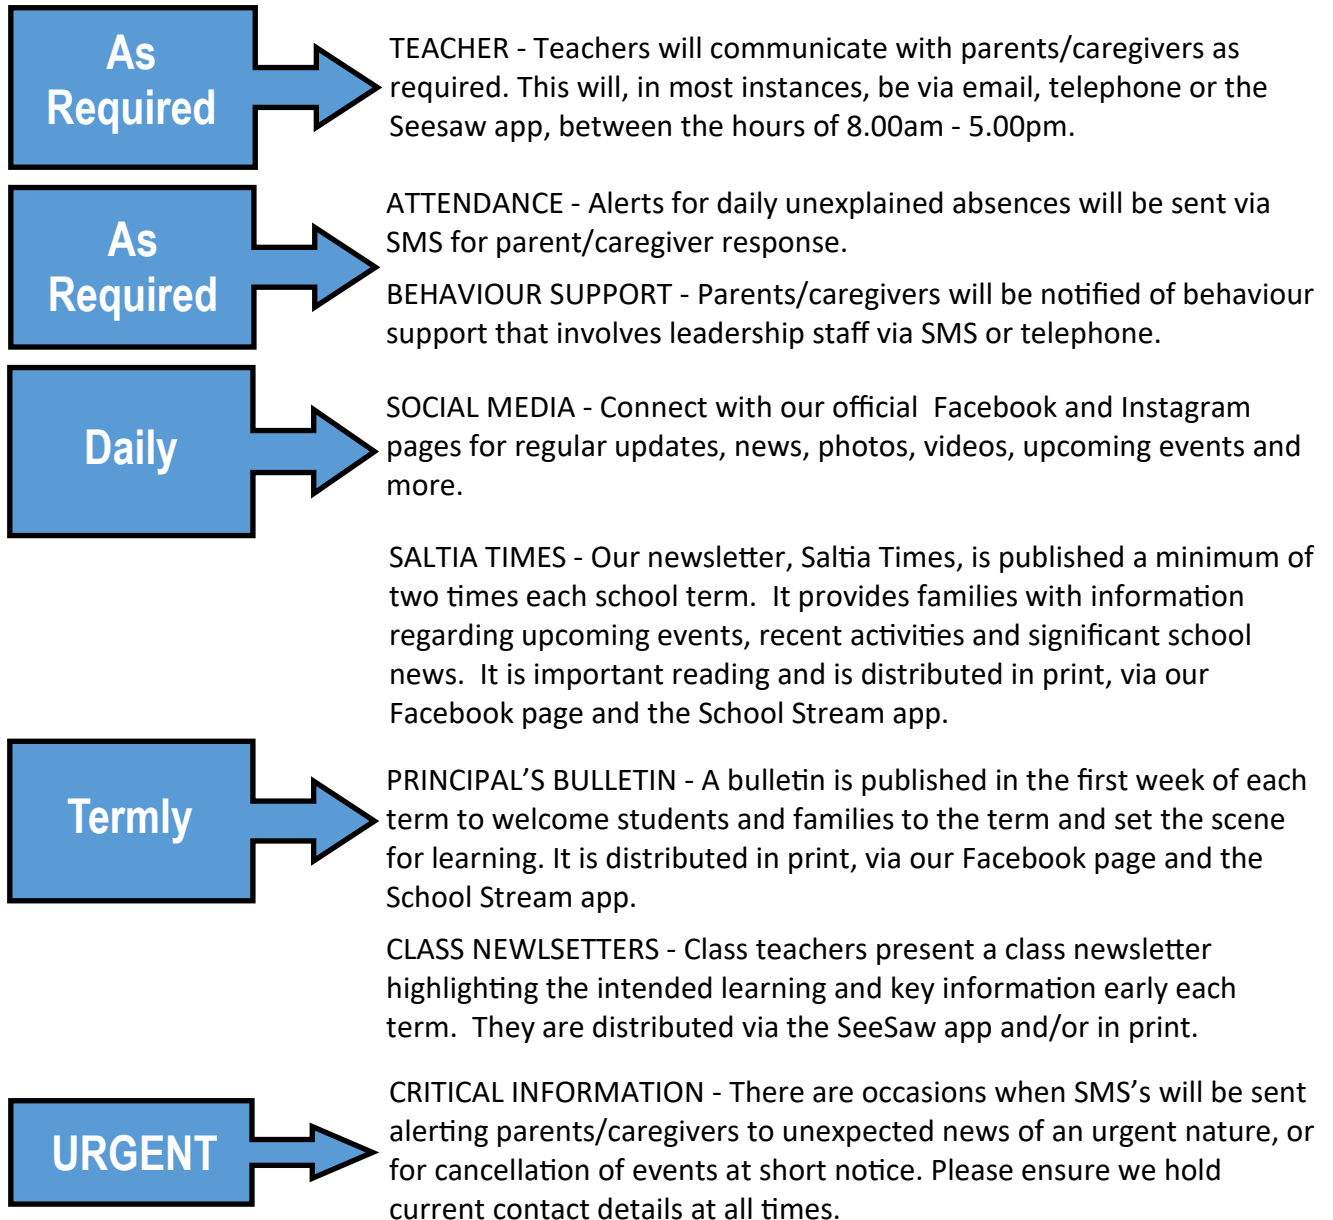 As
Required
TEACHER - Teachers will communicate with parents/caregivers as
required. This will, in most instances, be via email, telephone or the
Seesaw app, between the hours of 8.00am - 5.00pm.
As
Required
ATTENDANCE - Alerts for daily unexplained absences will be sent via
SMS for parent/caregiver response.
BEHAVIOUR SUPPORT - Parents/caregivers will be notified of behaviour
support that involves leadership staff via SMS or telephone.
Daily
SOCIAL MEDIA - Connect with our official  Facebook and Instagram
pages for regular updates, news, photos, videos, upcoming events and
more.
SALTIA TIMES - Our newsletter, Saltia Times, is published a minimum of
two times each school term.  It provides families with information
regarding upcoming events, recent activities and significant school
news.  It is important reading and is distributed in print, via our
Facebook page and the School Stream app.
Termly
PRINCIPAL’S BULLETIN - A bulletin is published in the first week of each
term to welcome students and families to the term and set the scene
for learning. It is distributed in print, via our Facebook page and the
School Stream app.
CLASS NEWLSETTERS - Class teachers present a class newsletter
highlighting the intended learning and key information early each
term.  They are distributed via the SeeSaw app and/or in print.
URGENT
CRITICAL INFORMATION - There are occasions when SMS’s will be sent
alerting parents/caregivers to unexpected news of an urgent nature, or
for cancellation of events at short notice. Please ensure we hold
current contact details at all times.